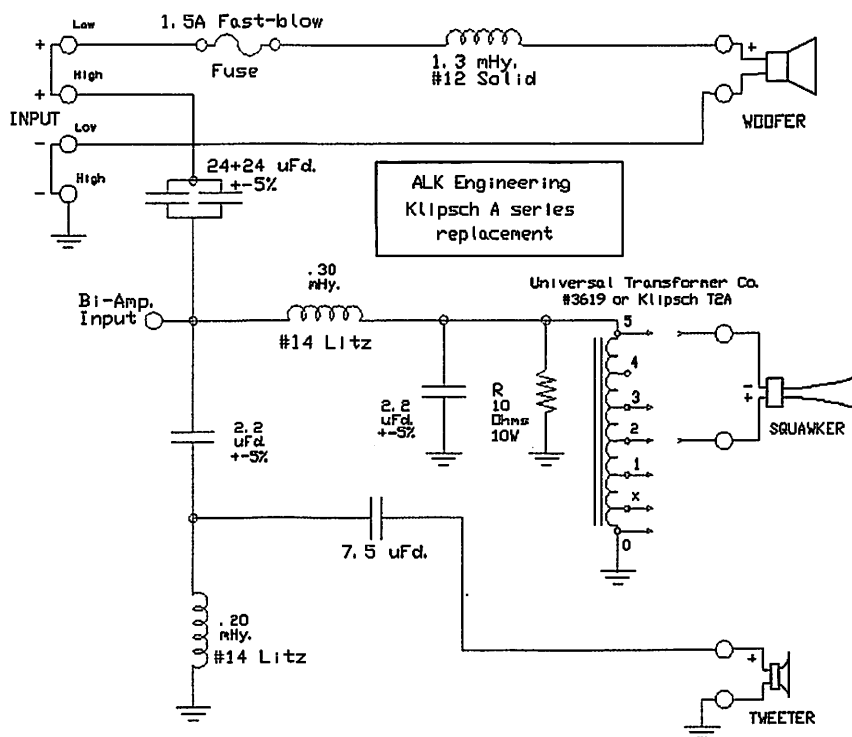 1.5A Fast-blow
Fuse
+
Low
High
+
INPUT
-
Low
-
High
1.3 mHy.
#12 Solid
+
-
WOOFER
24+24 uFd.
+-5%
ALK Engineering
Klipsch A series
replacement
Bi-Amp.
Input
.30
mHy.
#14 Litz
Universal Transformer Co.
#3619 or Klipsch T2A
2.2
uFd
+-5%
2.2
uFd.
+-5%
R
10
Ohms
10W
5
4
3
2
1
x
0
-
+
SQUAWKER
7.5 uFd.
.20
mHy.
#14 Litz
+
TWEETER